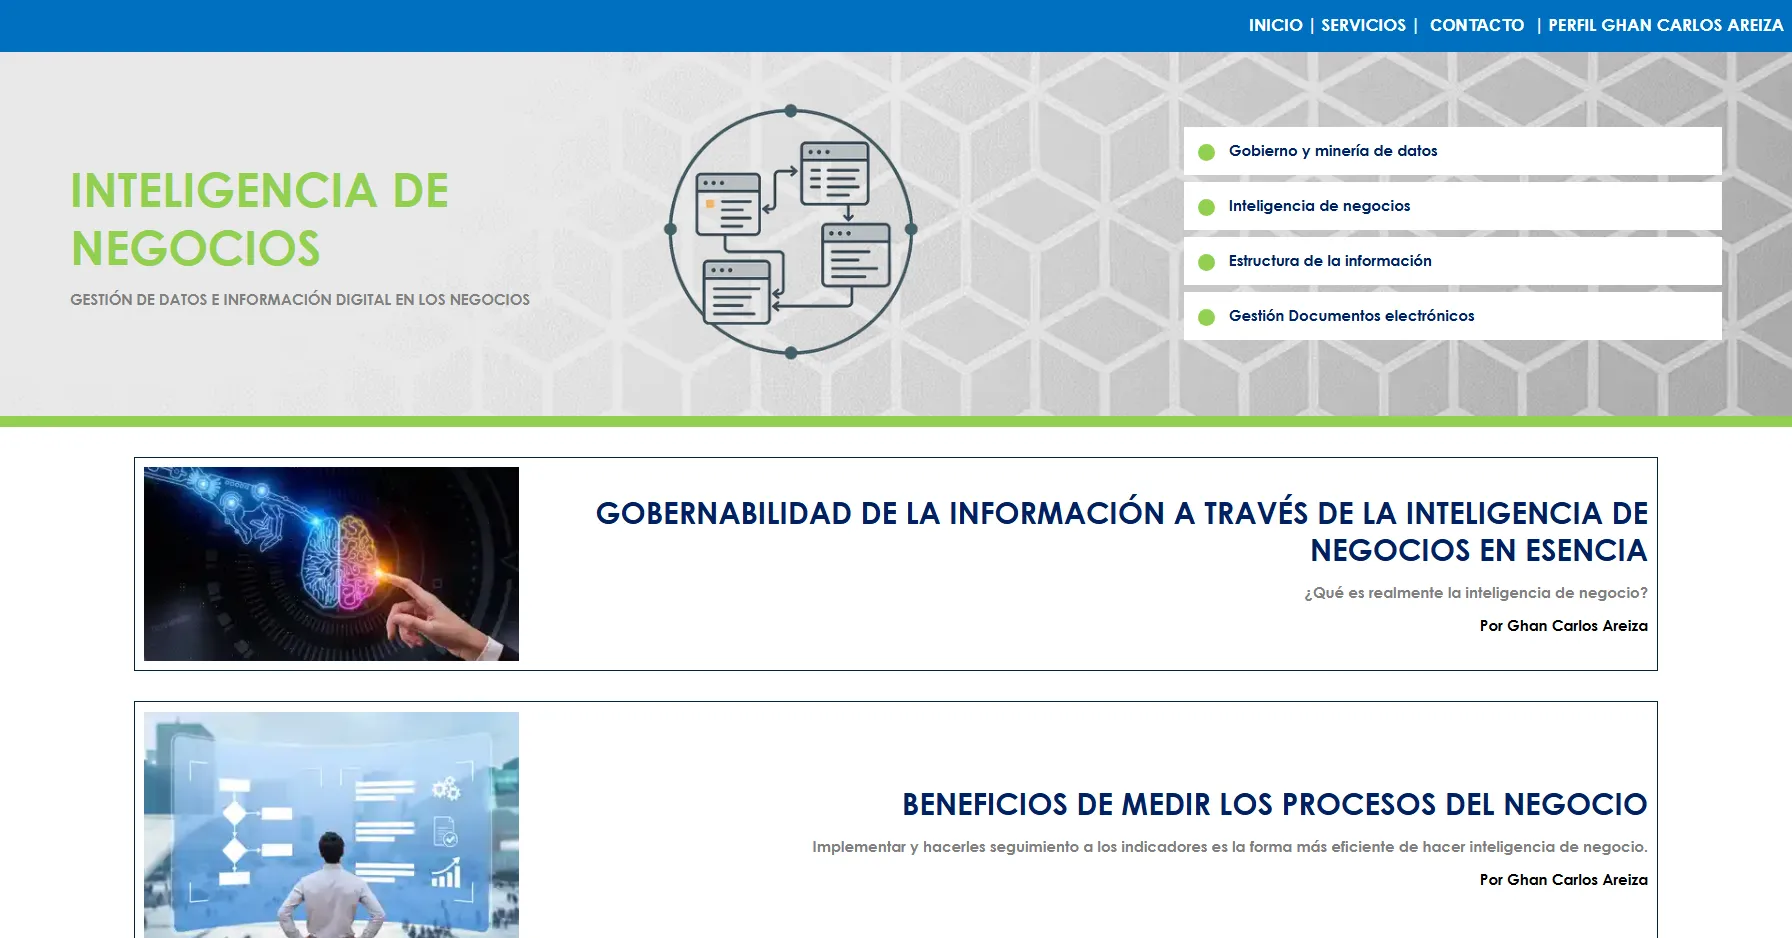 INICIO | SERVICIOS | CONTACTO | PERFIL GHAN CARLOS AREIZA
INTELIGENCIA DE
NEGOCIOS
GESTIÓN DE DATOS E INFORMACIÓN DIGITAL EN LOS NEGOCIOS
Gobierno y minería de datos
Inteligencia de negocios
Estructura de la información
Gestión Documentos electrónicos
GOBERNABILIDAD DE LA INFORMACIÓN A TRAVÉS DE LA INTELIGENCIA DE
NEGOCIOS EN ESENCIA
¿Qué es realmente la inteligencia de negocio?
Por Ghan Carlos Areiza
BENEFICIOS DE MEDIR LOS PROCESOS DEL NEGOCIO
Implementar y hacerles seguimiento a los indicadores es la forma más eficiente de hacer inteligencia de negocio.
Por Ghan Carlos Areiza